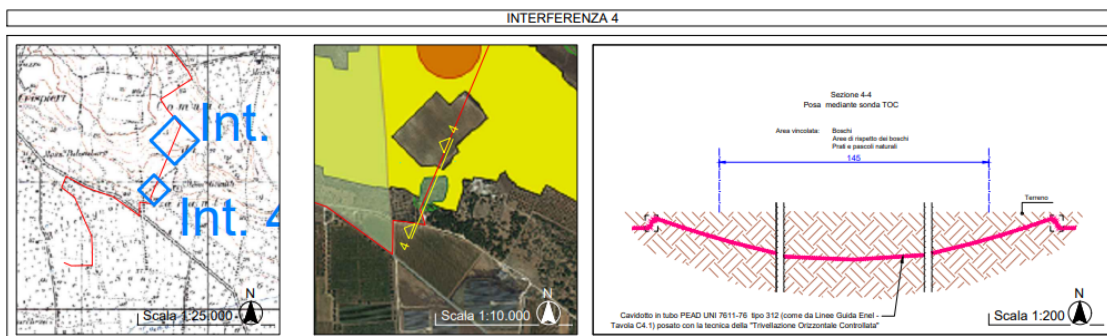 INTERFERENZA 4
Int.
Int. 4
N
Scala 1:25.000
4
4
N
Scala 1:10.000
Sezione 4-4
Posa mediante sonda TOC
Area vincolata: Boschi
Area di rispetto dei boschi
Prati e pascoli naturali
145
Terreno
Cavidotto in tubo PEAD UNI 7611-76 tipo 312 (come da Linee Guida Enel -
Tavola C4.1) posato con la tecnica della "Trivellazione Orizzontale Controllata"
N
Scala 1:200